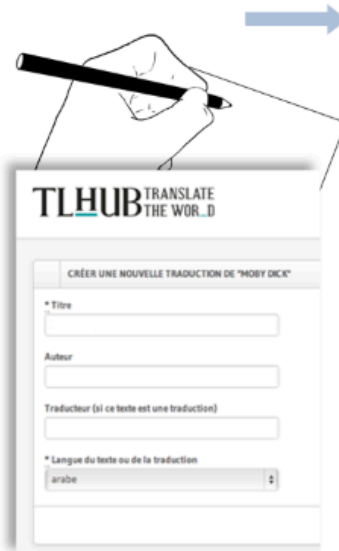 TLHUB TRANSLATE
THE WOR_D
CRÉER UNE NOUVELLE TRADUCTION DE "MOBY DICK"
* Titre
Auteur
Traducteur (si ce texte est une traduction)
* Langue du texte ou de la traduction
arabe